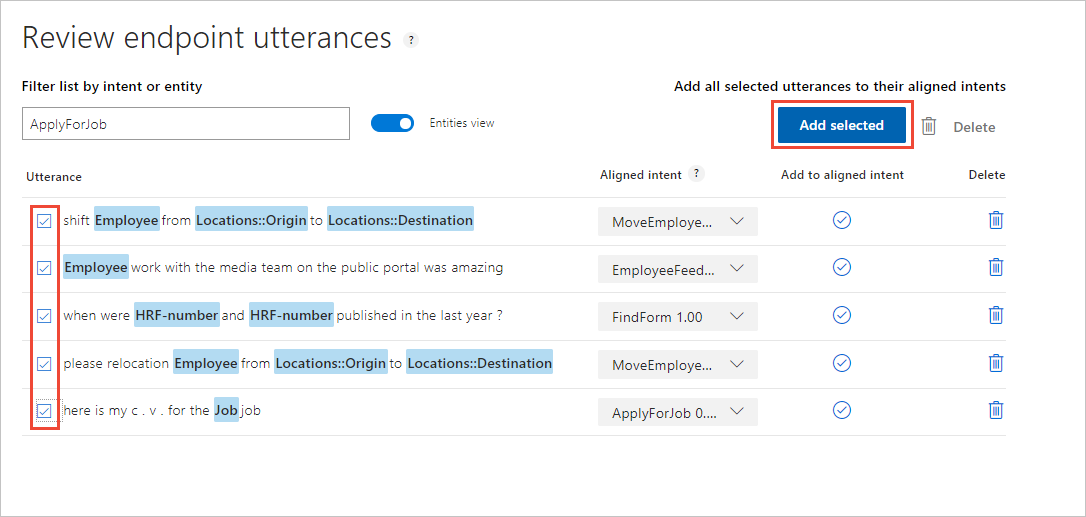 Review endpoint utterances ?
Filter list by intent or entity
Add all selected utterances to their aligned intents
ApplyForJob
Entities view
Add selected
Delete
Utterance
Aligned intent ?
Add to aligned intent
Delete
shift Employee from Locations::Origin to Locations::Destination
MoveEmploye...
Employee work with the media team on the public portal was amazing
EmployeeFeed...
when were HRF-number and HRF-number published in the last year ?
FindForm 1.00
please relocation Employee from Locations::Origin to Locations::Destination
MoveEmploye...
here is my c . v . for the Job job
ApplyForJob 0....